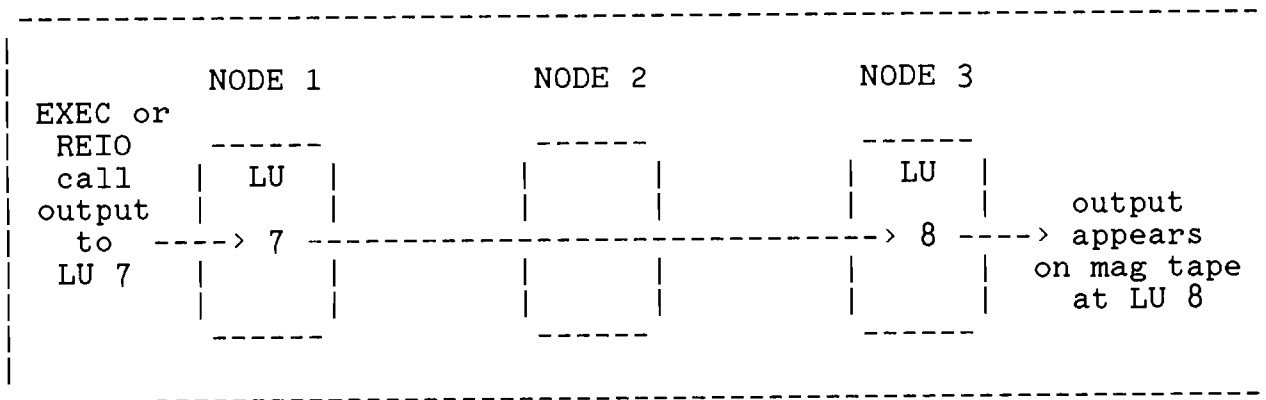 NODE 1 NODE 2 NODE 3
EXEC or
REIO
call LU LU
output output
to ----> 7 ------------------------------> 8 ----> appears
LU 7 on mag tape
at LU 8